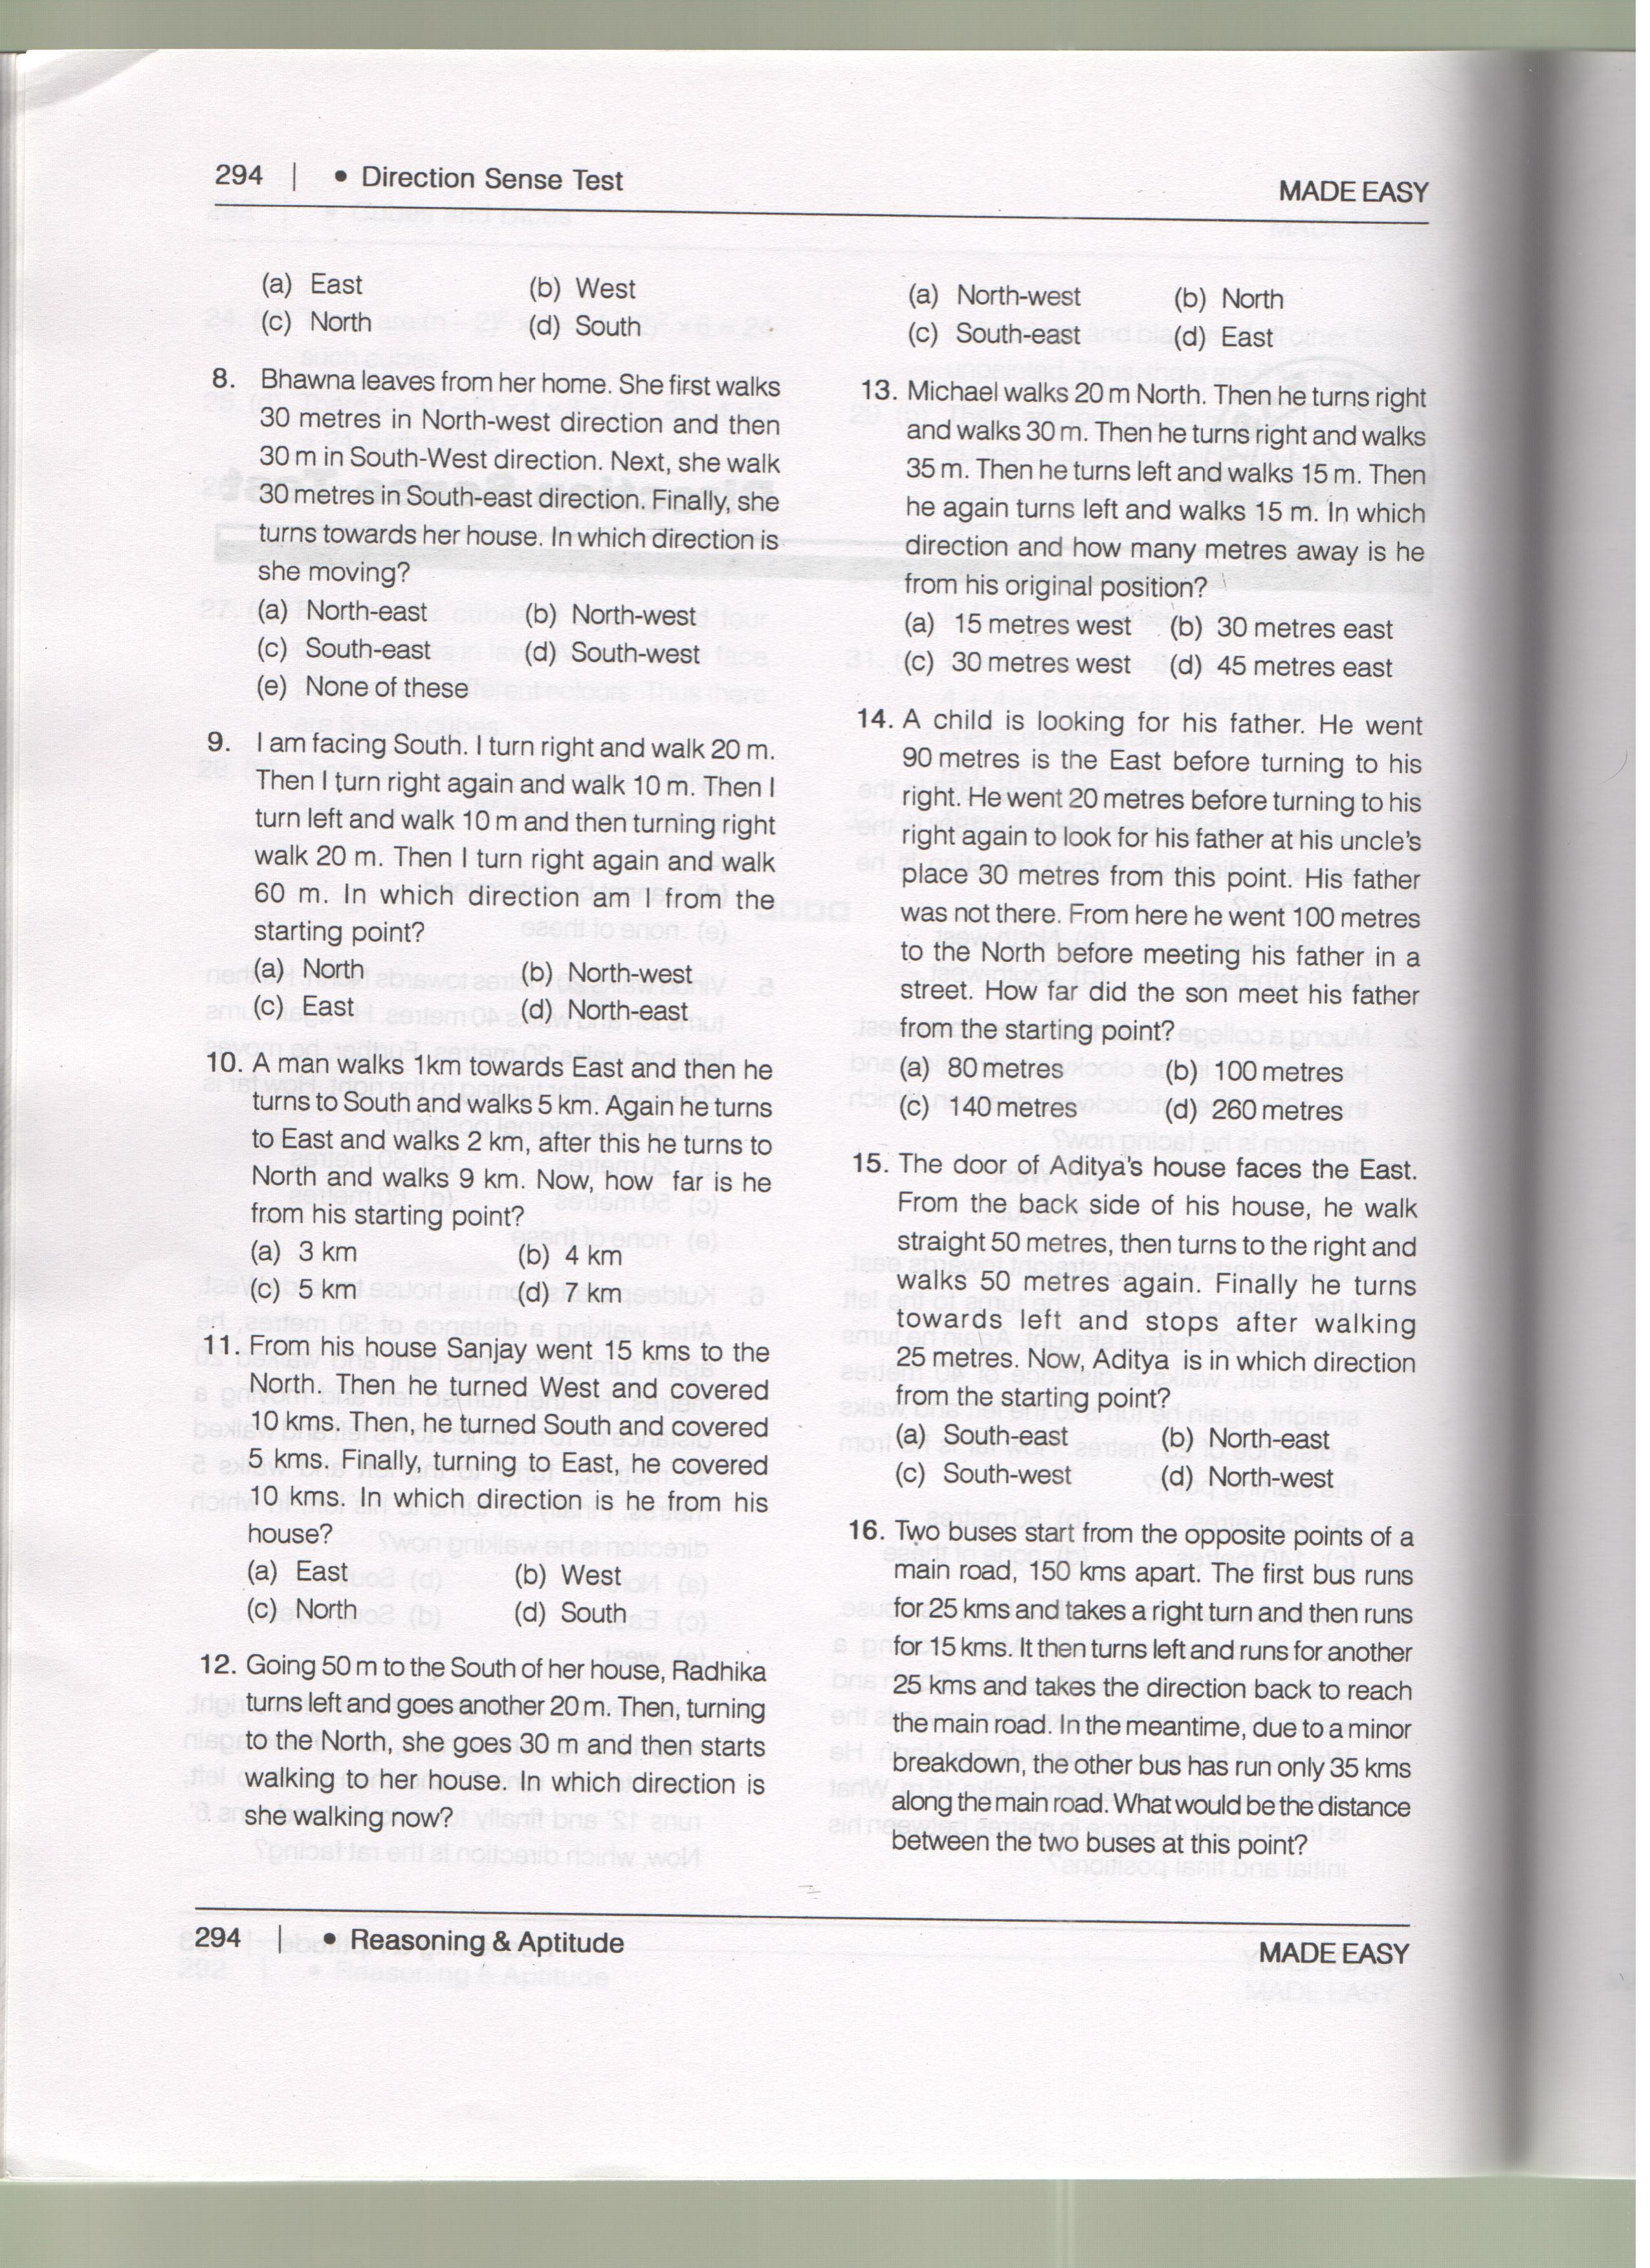 294 | • Direction Sense Test
MADE EASY
(a) East (b) West
(c) North (d) South
8. Bhawna leaves from her home. She first walks
30 metres in North-west direction and then
30 m in South-West direction. Next, she walk
30 metres in South-east direction. Finally, she
turns towards her house. In which direction is
she moving?
(a) North-east (b) North-west
(c) South-east (d) South-west
(e) None of these
9. I am facing South. I turn right and walk 20 m.
Then I turn right again and walk 10 m. Then I
turn left and walk 10 m and then turning right
walk 20 m. Then I turn right again and walk
60 m. In which direction am I from the
starting point?
(a) North (b) North-west
(c) East (d) North-east
10. A man walks 1km towards East and then he
turns to South and walks 5 km. Again he turns
to East and walks 2 km, after this he turns to
North and walks 9 km. Now, how far is he
from his starting point?
(a) 3 km (b) 4 km
(c) 5 km (d) 7 km
11. From his house Sanjay went 15 kms to the
North. Then he turned West and covered
10 kms. Then, he turned South and covered
5 kms. Finally, turning to East, he covered
10 kms. In which direction is he from his
house?
(a) East (b) West
(c) North (d) South
12. Going 50 m to the South of her house, Radhika
turns left and goes another 20 m. Then, turning
to the North, she goes 30 m and then starts
walking to her house. In which direction is
she walking now?
(a) North-west (b) North
(c) South-east (d) East
13. Michael walks 20 m North. Then he turns right
and walks 30 m. Then he turns right and walks
35 m. Then he turns left and walks 15 m. Then
he again turns left and walks 15 m. In which
direction and how many metres away is he
from his original position?
(a) 15 metres west (b) 30 metres east
(c) 30 metres west (d) 45 metres east
14. A child is looking for his father. He went
90 metres is the East before turning to his
right. He went 20 metres before turning to his
right again to look for his father at his uncle's
place 30 metres from this point. His father
was not there. From here he went 100 metres
to the North before meeting his father in a
street. How far did the son meet his father
from the starting point?
(a) 80 metres (b) 100 metres
(c) 140 metres (d) 260 metres
15. The door of Aditya's house faces the East.
From the back side of his house, he walk
straight 50 metres, then turns to the right and
walks 50 metres again. Finally he turns
towards left and stops after walking
25 metres. Now, Aditya is in which direction
from the starting point?
(a) South-east (b) North-east
(c) South-west (d) North-west
16. Two buses start from the opposite points of a
main road, 150 kms apart. The first bus runs
for 25 kms and takes a right turn and then runs
for 15 kms. It then turns left and runs for another
25 kms and takes the direction back to reach
the main road. In the meantime, due to a minor
breakdown, the other bus has run only 35 kms
along the main road. What would be the distance
between the two buses at this point?
294 | • Reasoning & Aptitude
MADE EASY